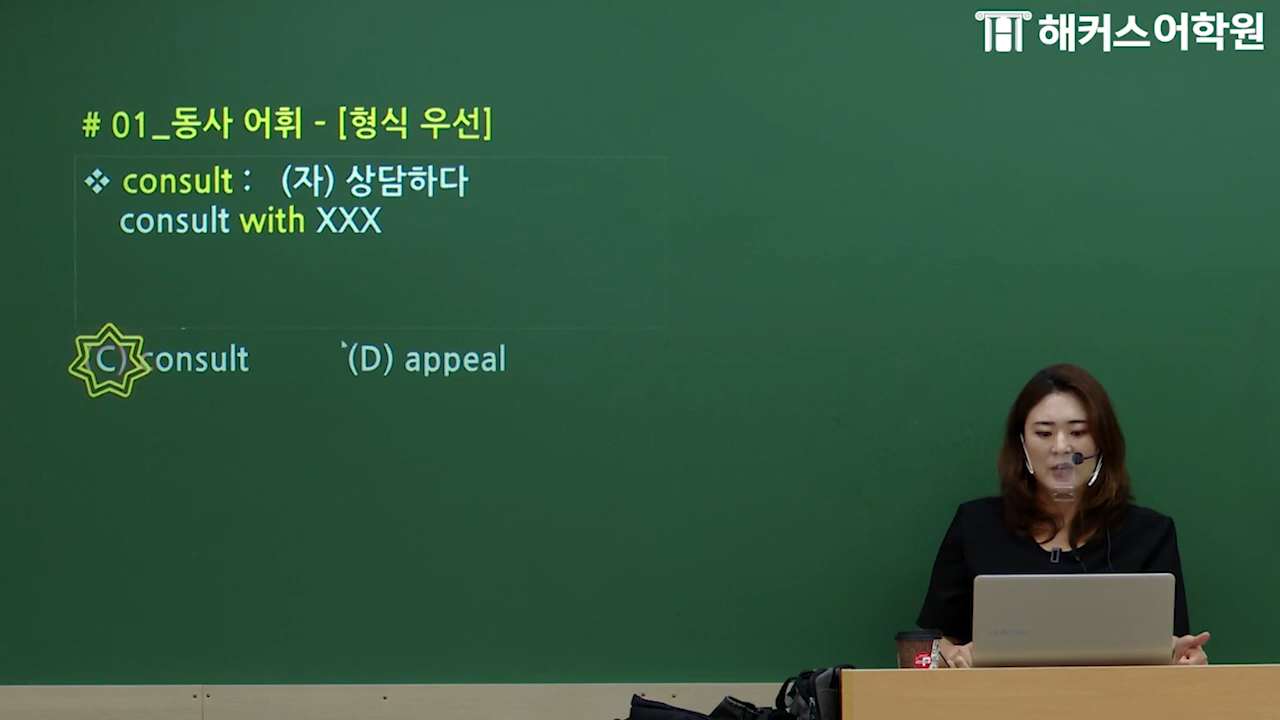 해커스어학원
# 01_동사 어휘 - [형식 우선]
❖ consult : (자) 상담하다
consult with XXX
(C) consult (D) appeal